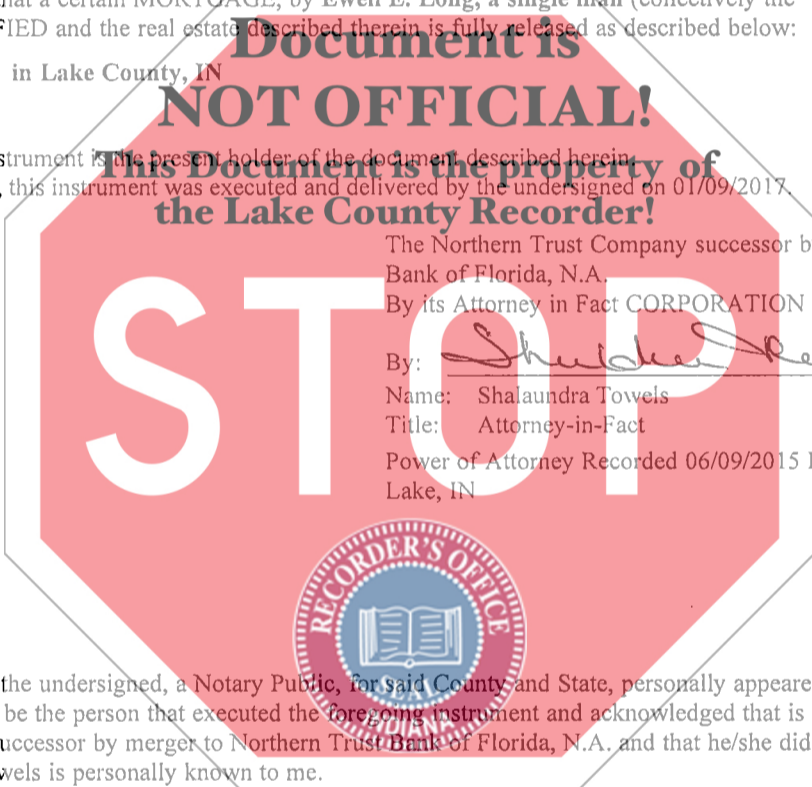 that a certain MORTGAGE, by Ewen E. Long, a single man (collectively the
FIED and the real estate described therein is fully released as described below:
Document is
in Lake County, IN
NOT OFFICIAL!
strument is the present holder of the document described herein.
This Document is the property of
, this instrument was executed and delivered by the undersigned on 01/09/2017.
the Lake County Recorder!
The Northern Trust Company successor b
Bank of Florida, N.A.
By its Attorney in Fact CORPORATION
STOP
By:
Name: Shalaundra Towels
Title: Attorney-in-Fact
Power of Attorney Recorded 06/09/2015
Lake, IN
RECORDER'S OFFICE
SEAL
INDIANA
the undersigned, a Notary Public, for said County and State, personally appeare
be the person that executed the foregoing instrument and acknowledged that is
uccessor by merger to Northern Trust Bank of Florida, N.A. and that he/she did
wels is personally known to me.